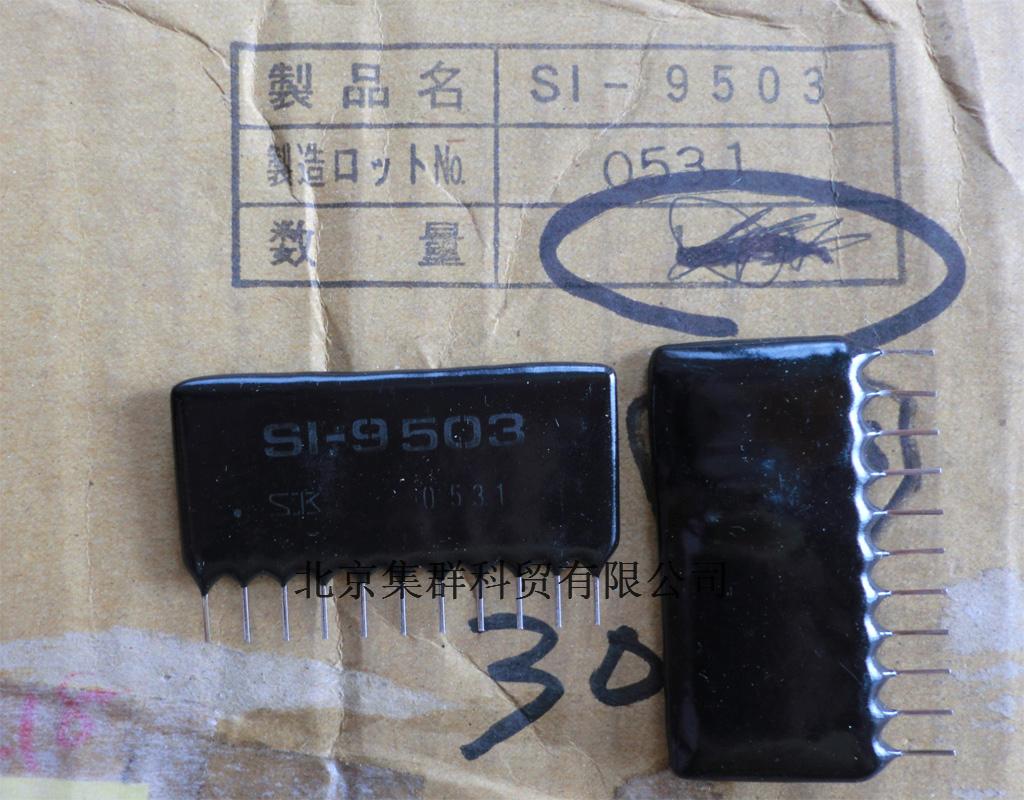 製品名 SI-9503
製造ロットNo. 0531
数量
SI-9503
SK 0531
北京集群科贸有限公司
30